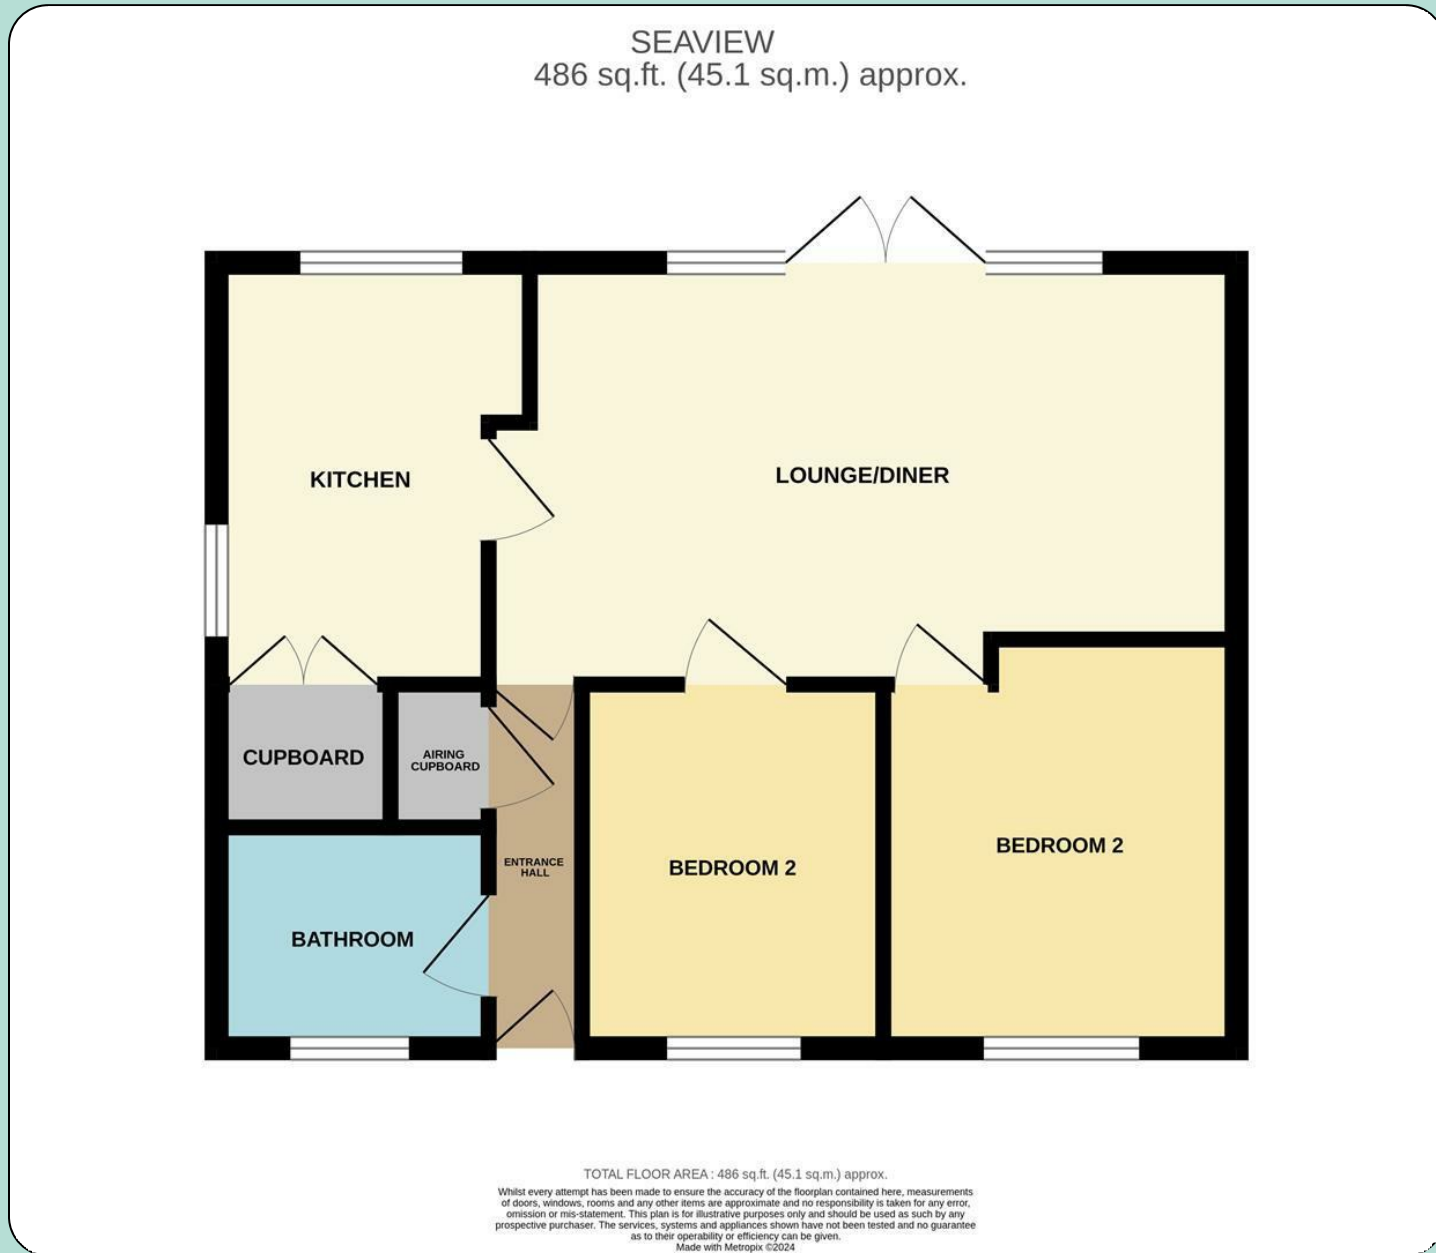 SEAVIEW
486 sq.ft. (45.1 sq.m.) approx.
KITCHEN
LOUNGE/DINER
CUPBOARD
AIRING
CUPBOARD
ENTRANCE
HALL
BEDROOM 2
BEDROOM 2
BATHROOM
TOTAL FLOOR AREA : 486 sq.ft. (45.1 sq.m.) approx.
Whilst every attempt has been made to ensure the accuracy of the floorplan contained here, measurements
of doors, windows, rooms and any other items are approximate and no responsibility is taken for any error,
omission or mis-statement. This plan is for illustrative purposes only and should be used as such by any
prospective purchaser. The services, systems and appliances shown have not been tested and no guarantee
as to their operability or efficiency can be given.
Made with Metropix ©2024